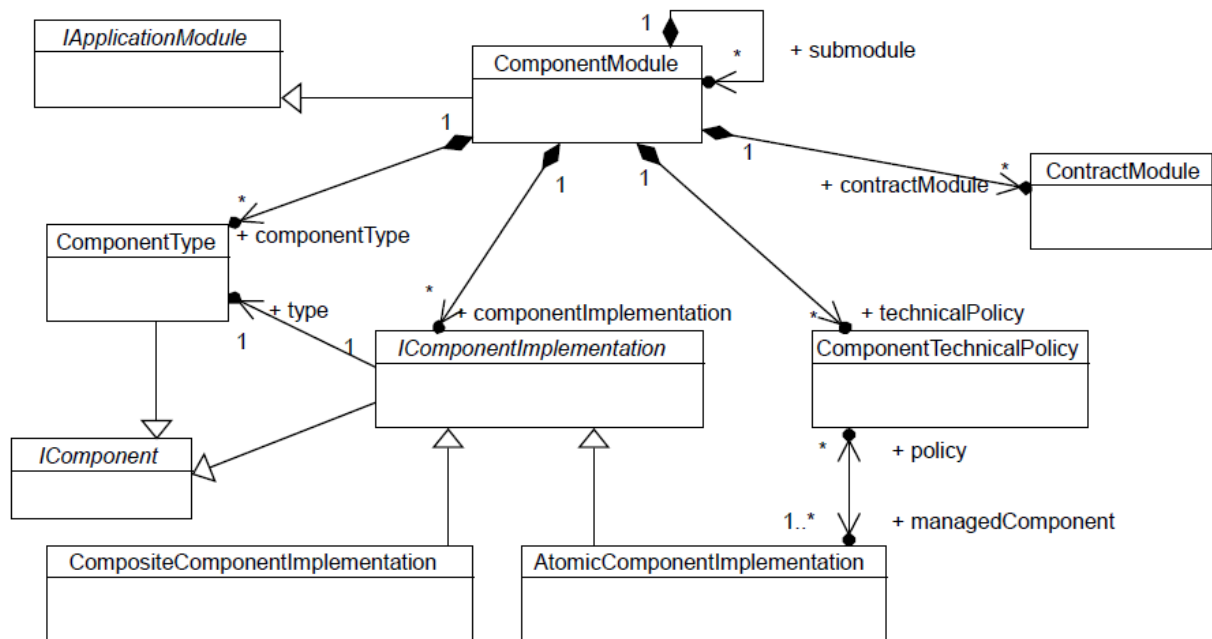 IApplicationModule
1
ComponentModule
*
+ submodule
1
1
1
1
*
+ contractModule
ContractModule
*
+ componentType
ComponentType
+ type
1
1
*
+ componentImplementation
IComponentImplementation
+ technicalPolicy
*
ComponentTechnicalPolicy
IComponent
*
+ policy
1..*
+ managedComponent
CompositeComponentImplementation
AtomicComponentImplementation